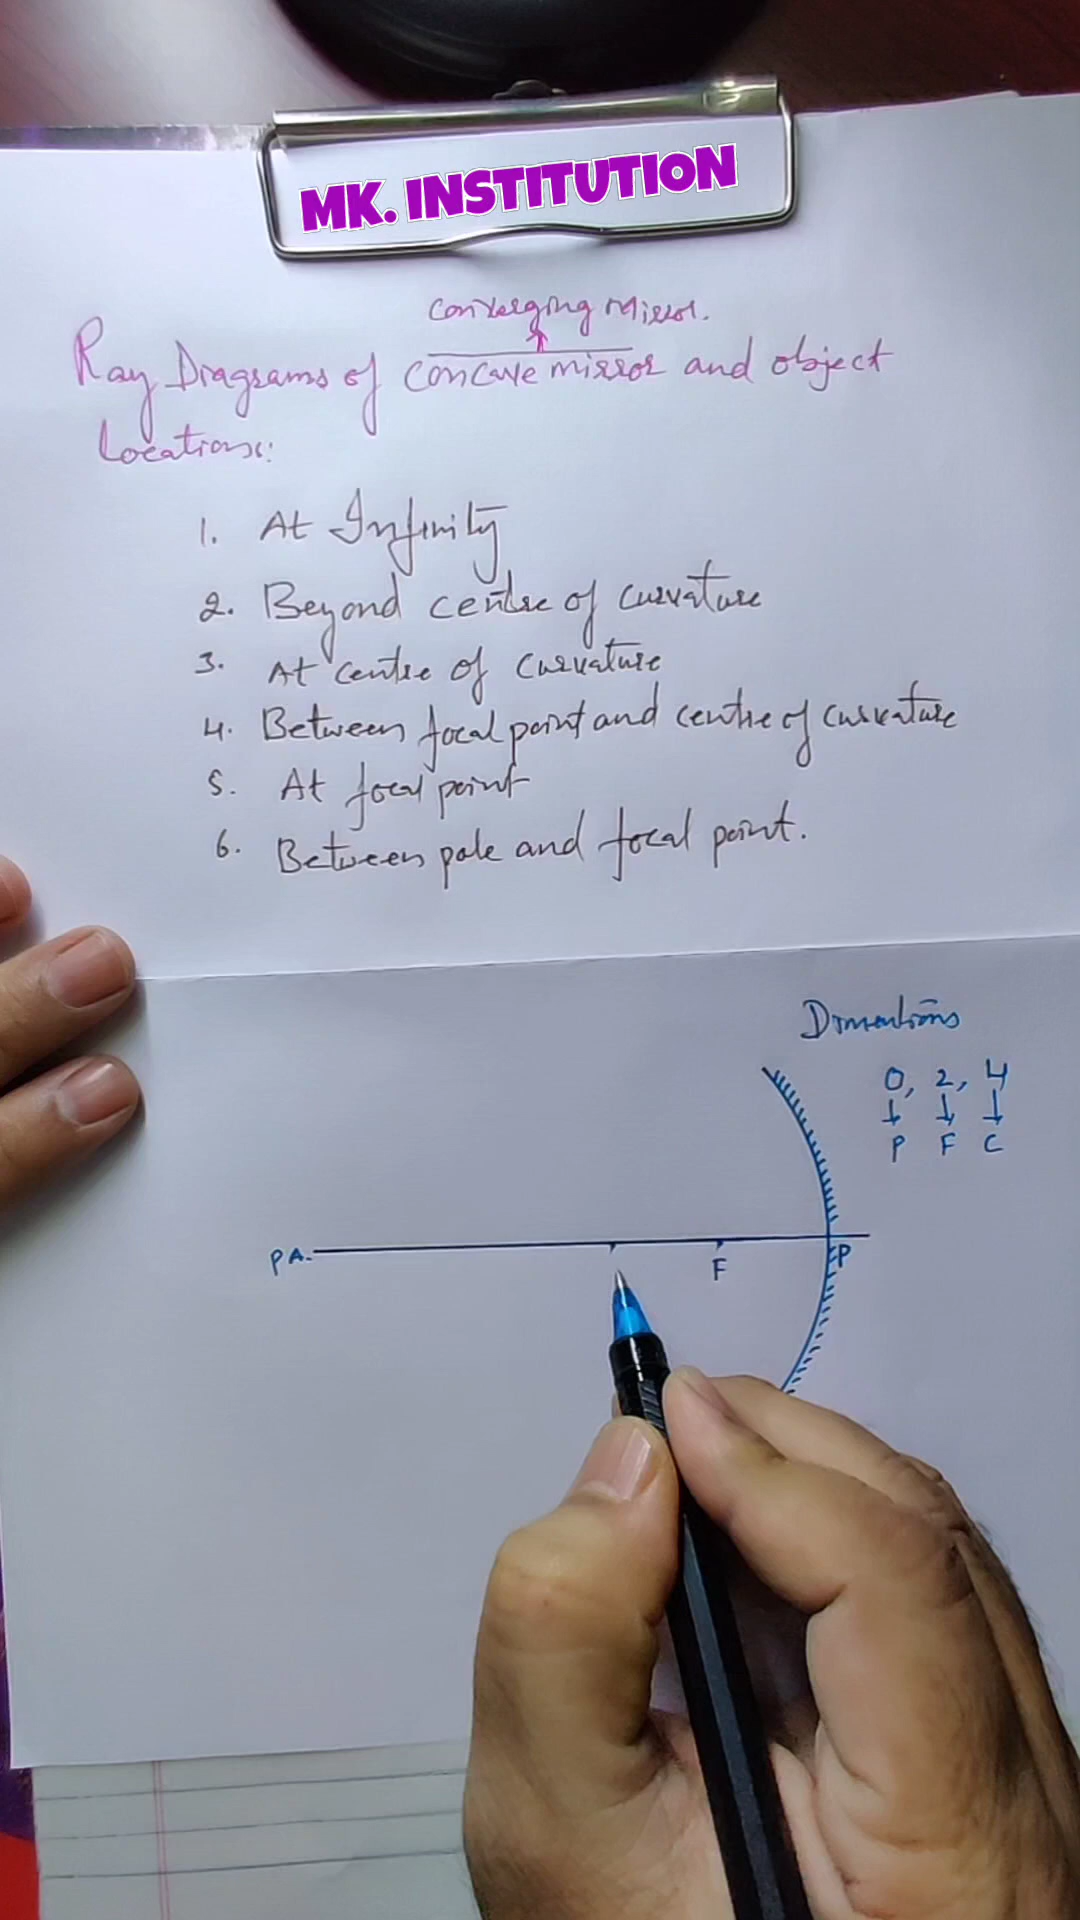 MK. INSTITUTION
Converging Mirror.
Ray Diagrams of concave mirror and object
Locations:
1. At Infinity
2. Beyond centre of curvature
3. At centre of curvature
4. Between focal point and centre of curvature
5. At focal point
6. Between pole and focal point.
Dimentions
0, 2, 4
P F C
PA.
F
P